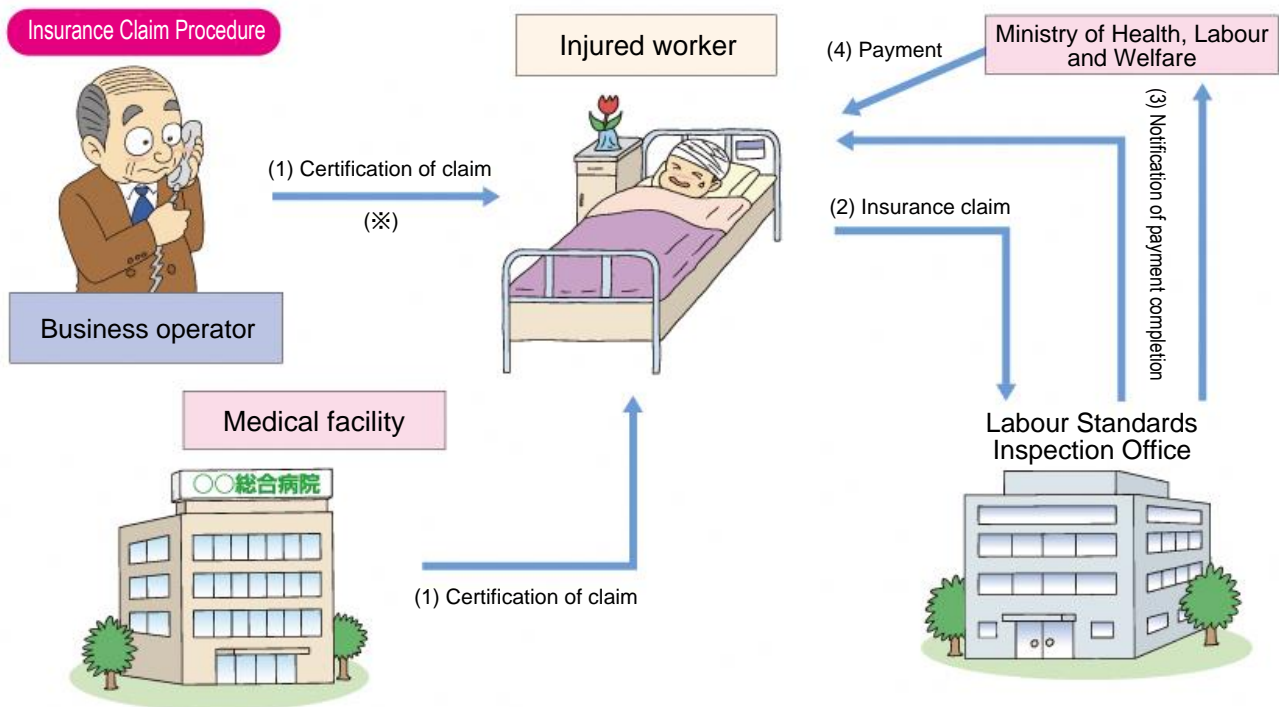 Insurance Claim Procedure
Injured worker
(4) Payment
Ministry of Health, Labour
and Welfare
(1) Certification of claim
(※)
(2) Insurance claim
(3) Notification of payment completion
Business operator
Medical facility
○○総合病院
(1) Certification of claim
Labour Standards
Inspection Office